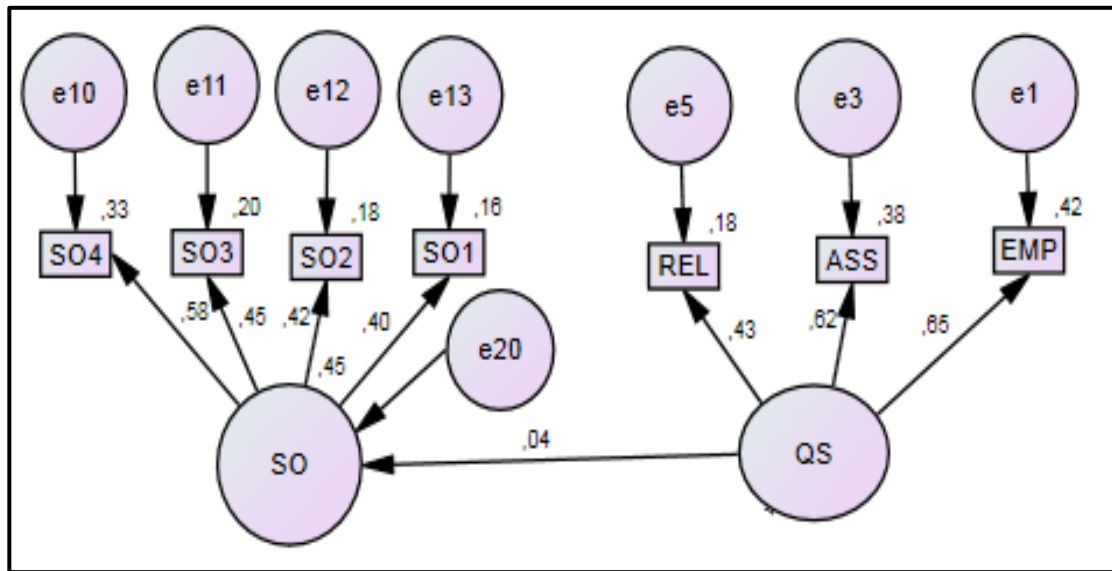 e10
e11
e12
e13
e5
e3
e1
,33
,20
,18
,16
,18
,38
,42
SO4
SO3
SO2
SO1
REL
ASS
EMP
,58
,45
,42
,40
,43
,62
,65
,45
e20
SO
,04
QS